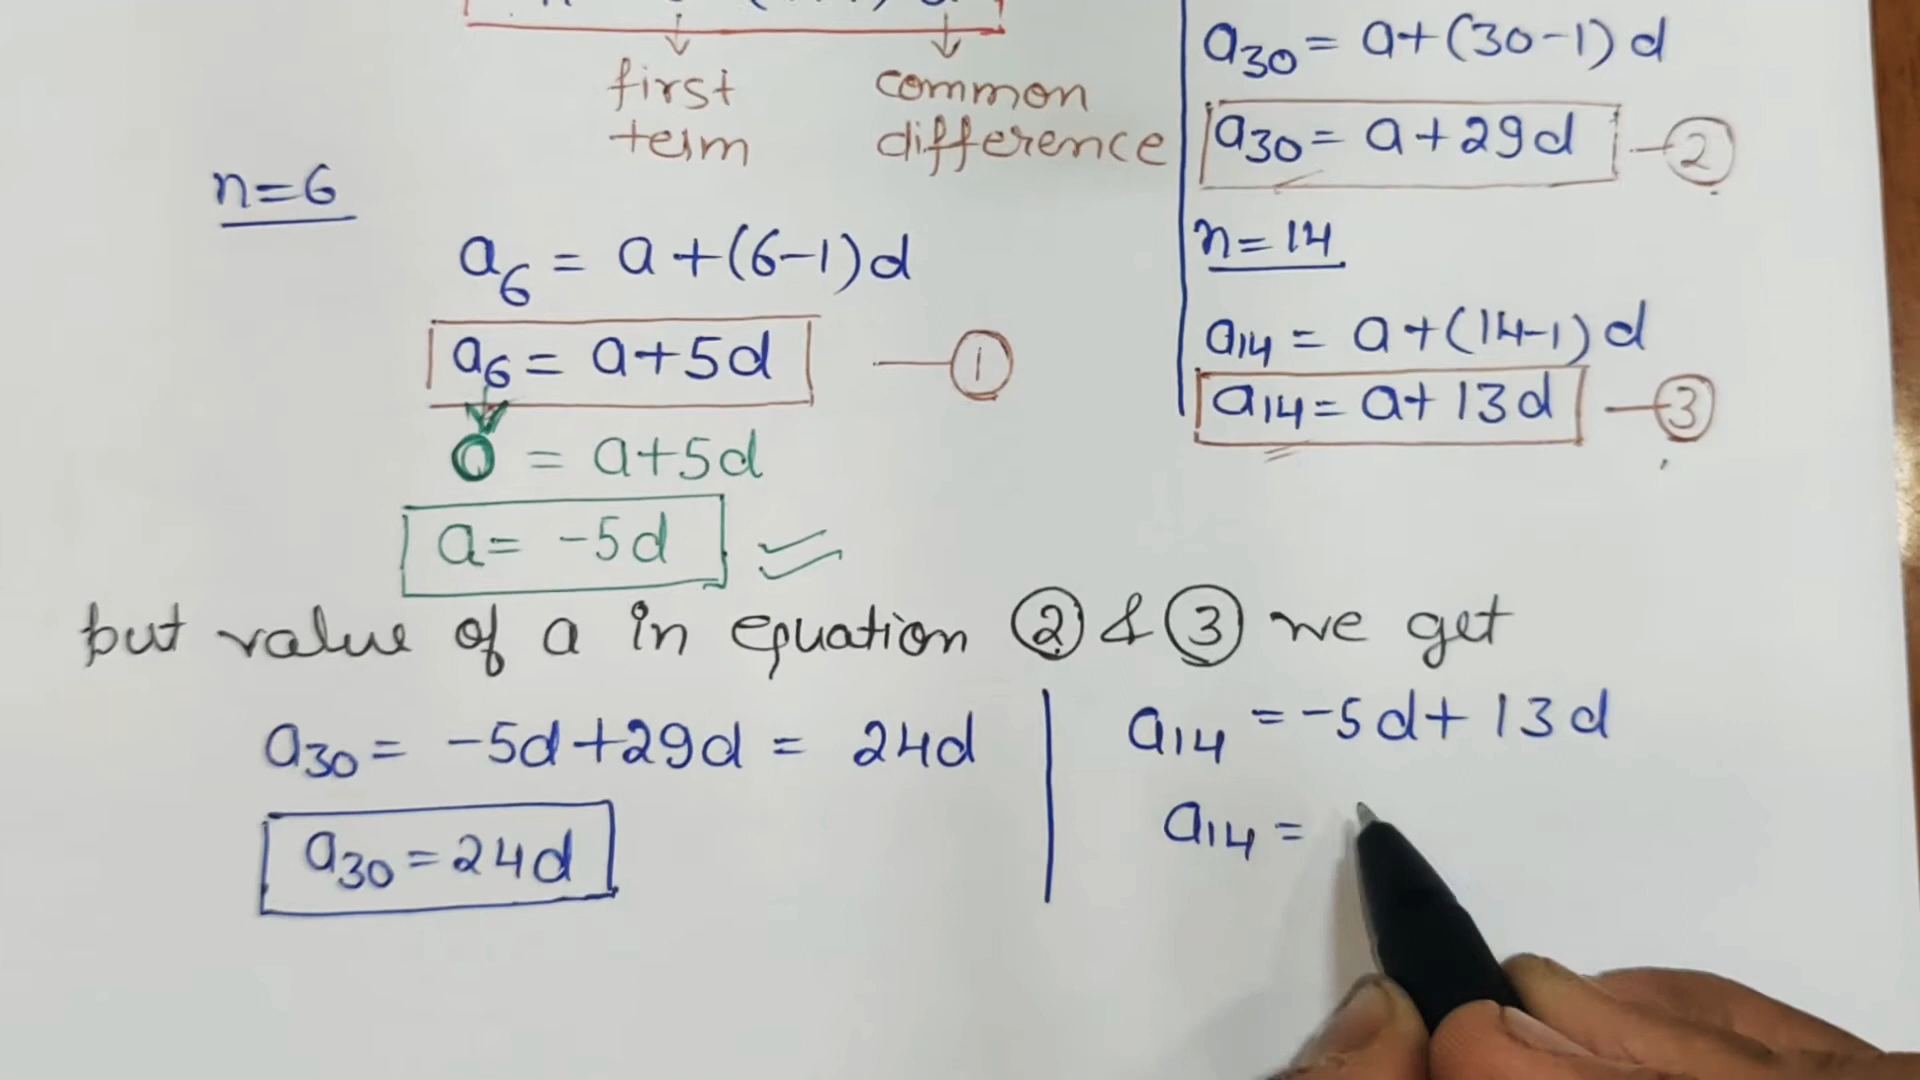 first
term
common
difference
n=6
a₆ = a+(6-1)d
a₆ = a+5d —①
0 = a+5d
a= -5d
a₃₀= a+(30-1)d
a₃₀= a+29d —②
n=14
a₁₄ = a+(14-1)d
a₁₄= a+13d —③
but value of a in equation ② & ③ we get
a₃₀= -5d+29d = 24d
a₃₀=24d
a₁₄ =-5d+ 13d
a₁₄ =